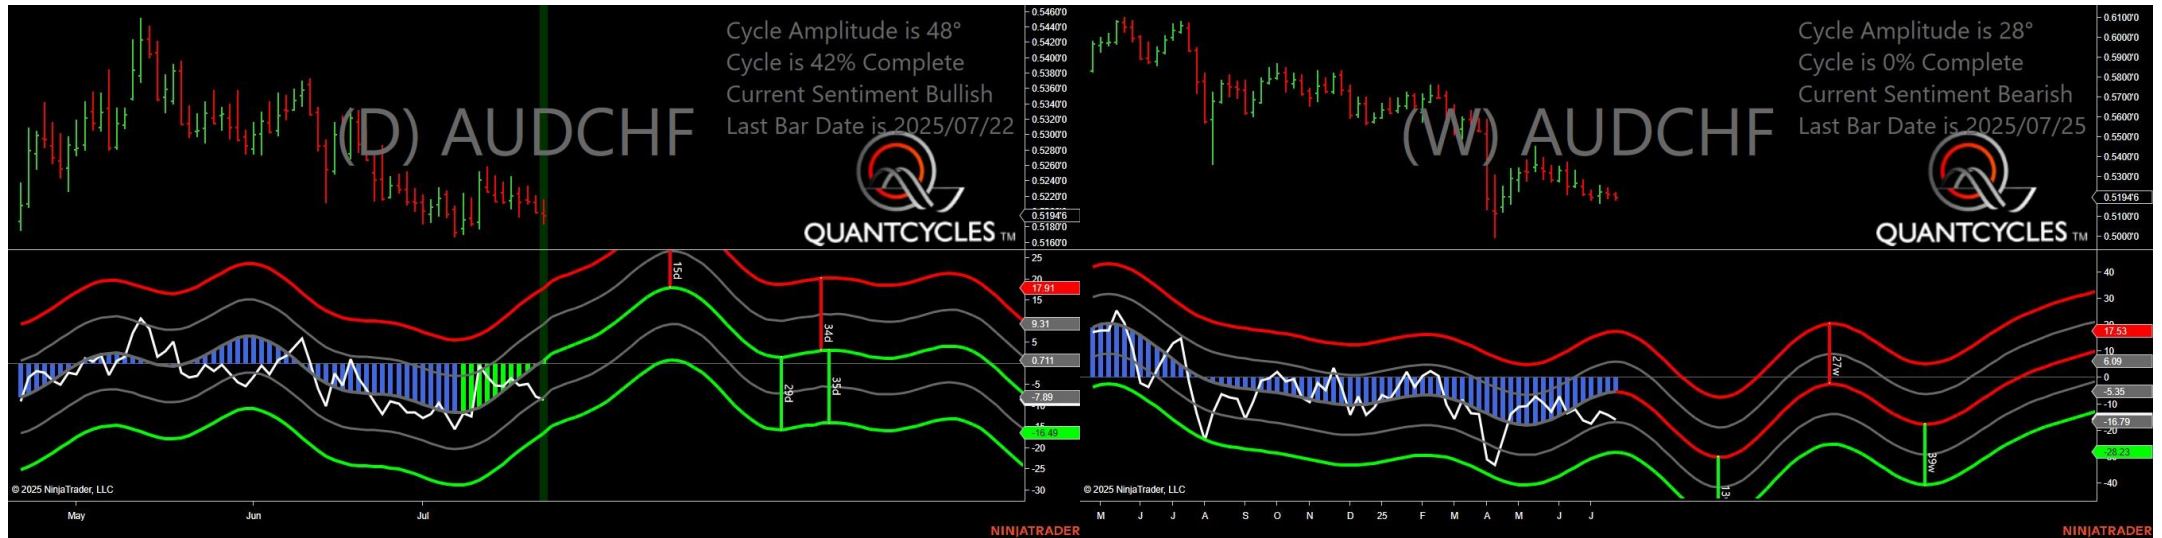 Cycle Amplitude is 48°
Cycle is 42% Complete
Current Sentiment Bullish
Last Bar Date is 2025/07/22
(D) AUDCHF
QUANTCYCLES TM
0.5460'0
0.5440'0
0.5420'0
0.5400'0
0.5380'0
0.5360'0
0.5340'0
0.5320'0
0.5300'0
0.5280'0
0.5260'0
0.5240'0
0.5220'0
0.5194'6
0.5180'0
0.5160'0
25
20
17.91
15
9.31
5
0.711
-5
-7.89
-16.49
-20
-25
-30
15d
29d
34d
35d
© 2025 NinjaTrader, LLC
May
Jun
Jul
NINJATRADER
Cycle Amplitude is 28°
Cycle is 0% Complete
Current Sentiment Bearish
Last Bar Date is 2025/07/25
(W) AUDCHF
QUANTCYCLES TM
0.6100'0
0.6000'0
0.5900'0
0.5800'0
0.5700'0
0.5600'0
0.5500'0
0.5400'0
0.5300'0
0.5194'6
0.5100'0
0.5000'0
40
30
17.53
10
6.09
0
-5.35
-10
-16.79
-20
-28.23
-40
27w
39w
© 2025 NinjaTrader, LLC
M
J
J
A
S
O
N
D
25
F
M
A
M
J
J
NINJATRADER